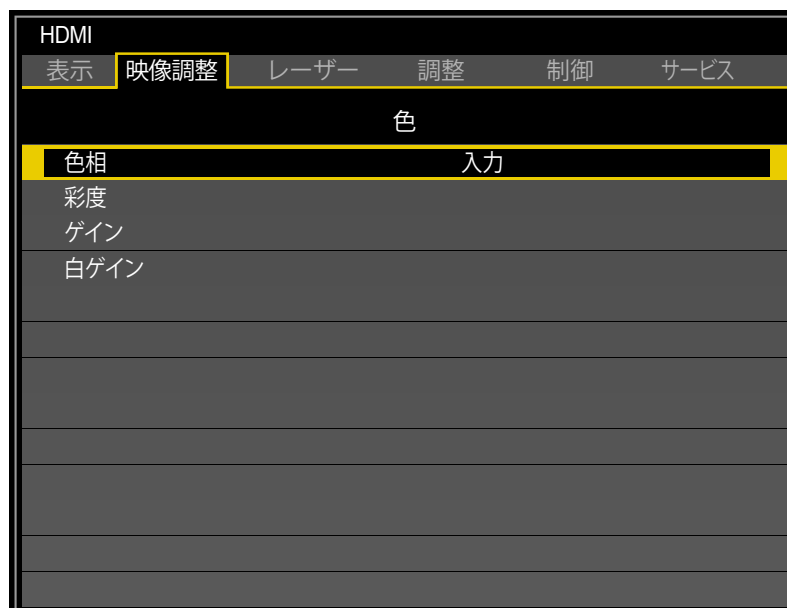 HDMI
表示 映像調整 レーザー 調整 制御 サービス
色
色相 入力
彩度
ゲイン
白ゲイン